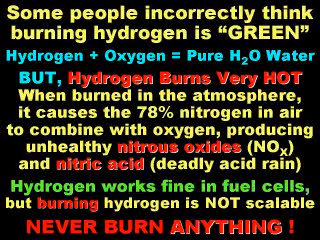 Some people incorrectly think
burning hydrogen is “GREEN”
Hydrogen + Oxygen = Pure H₂O Water
BUT, Hydrogen Burns Very HOT
When burned in the atmosphere,
it causes the 78% nitrogen in air
to combine with oxygen, producing
unhealthy nitrous oxides (NOₓ)
and nitric acid (deadly acid rain)
Hydrogen works fine in fuel cells,
but burning hydrogen is NOT scalable
NEVER BURN ANYTHING !